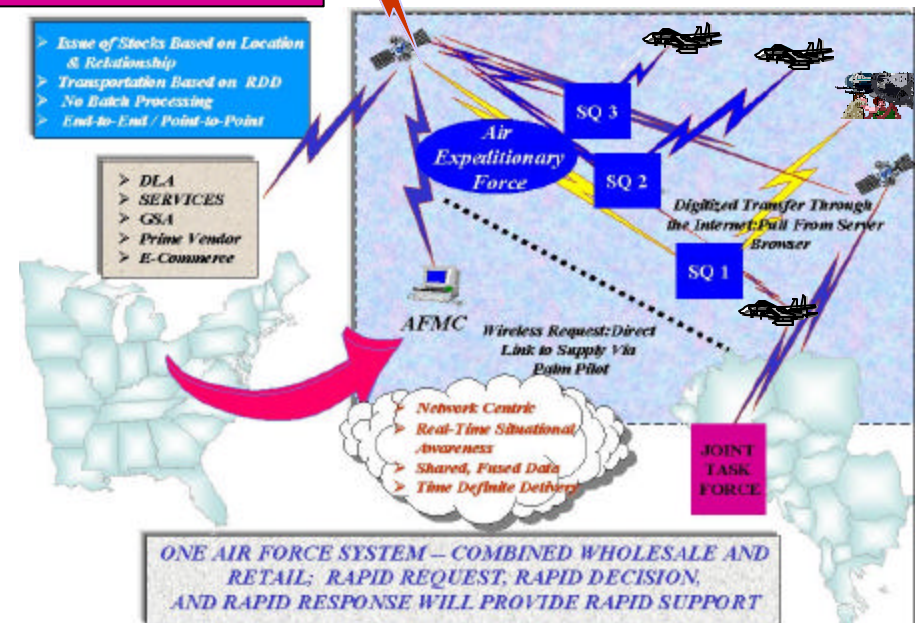 ➢ Issue of Stocks Based on Location
& Relationship
➢ Transportation Based on RDD
➢ No Batch Processing
➢ End-to-End / Point-to-Point
➢ DLA
➢ SERVICES
➢ GSA
➢ Prime Vendor
➢ E-Commerce
Air
Expeditionary
Force
SQ 3
SQ 2
Digitized Transfer Through
the Internet:Pull From Server
Browser
SQ 1
AFMC
Wireless Request:Direct
Link to Supply Via
Palm Pilot
➢ Network Centric
➢ Real-Time Situational
Awareness
➢ Shared, Fused Data
➢ Time Definite Delivery
JOINT
TASK
FORCE
ONE AIR FORCE SYSTEM -- COMBINED WHOLESALE AND
RETAIL; RAPID REQUEST, RAPID DECISION,
AND RAPID RESPONSE WILL PROVIDE RAPID SUPPORT